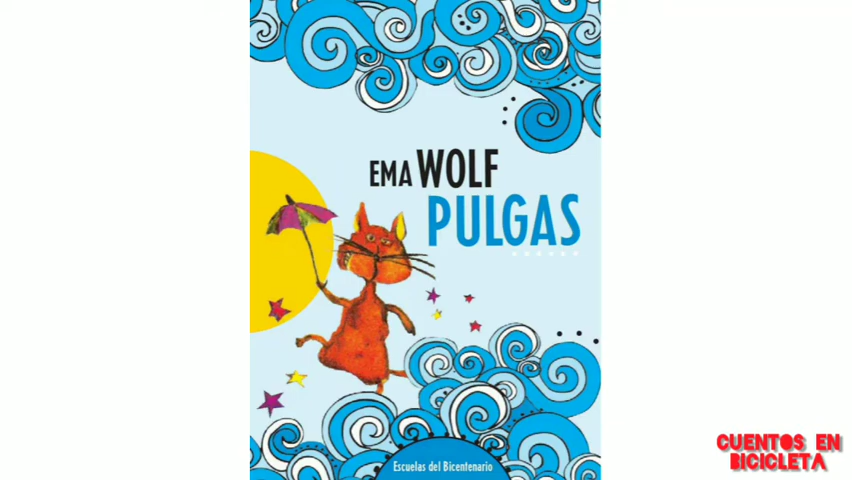 EMA WOLF
PULGAS
Escuelas del Bicentenario
CUENTOS EN
BICICLETA